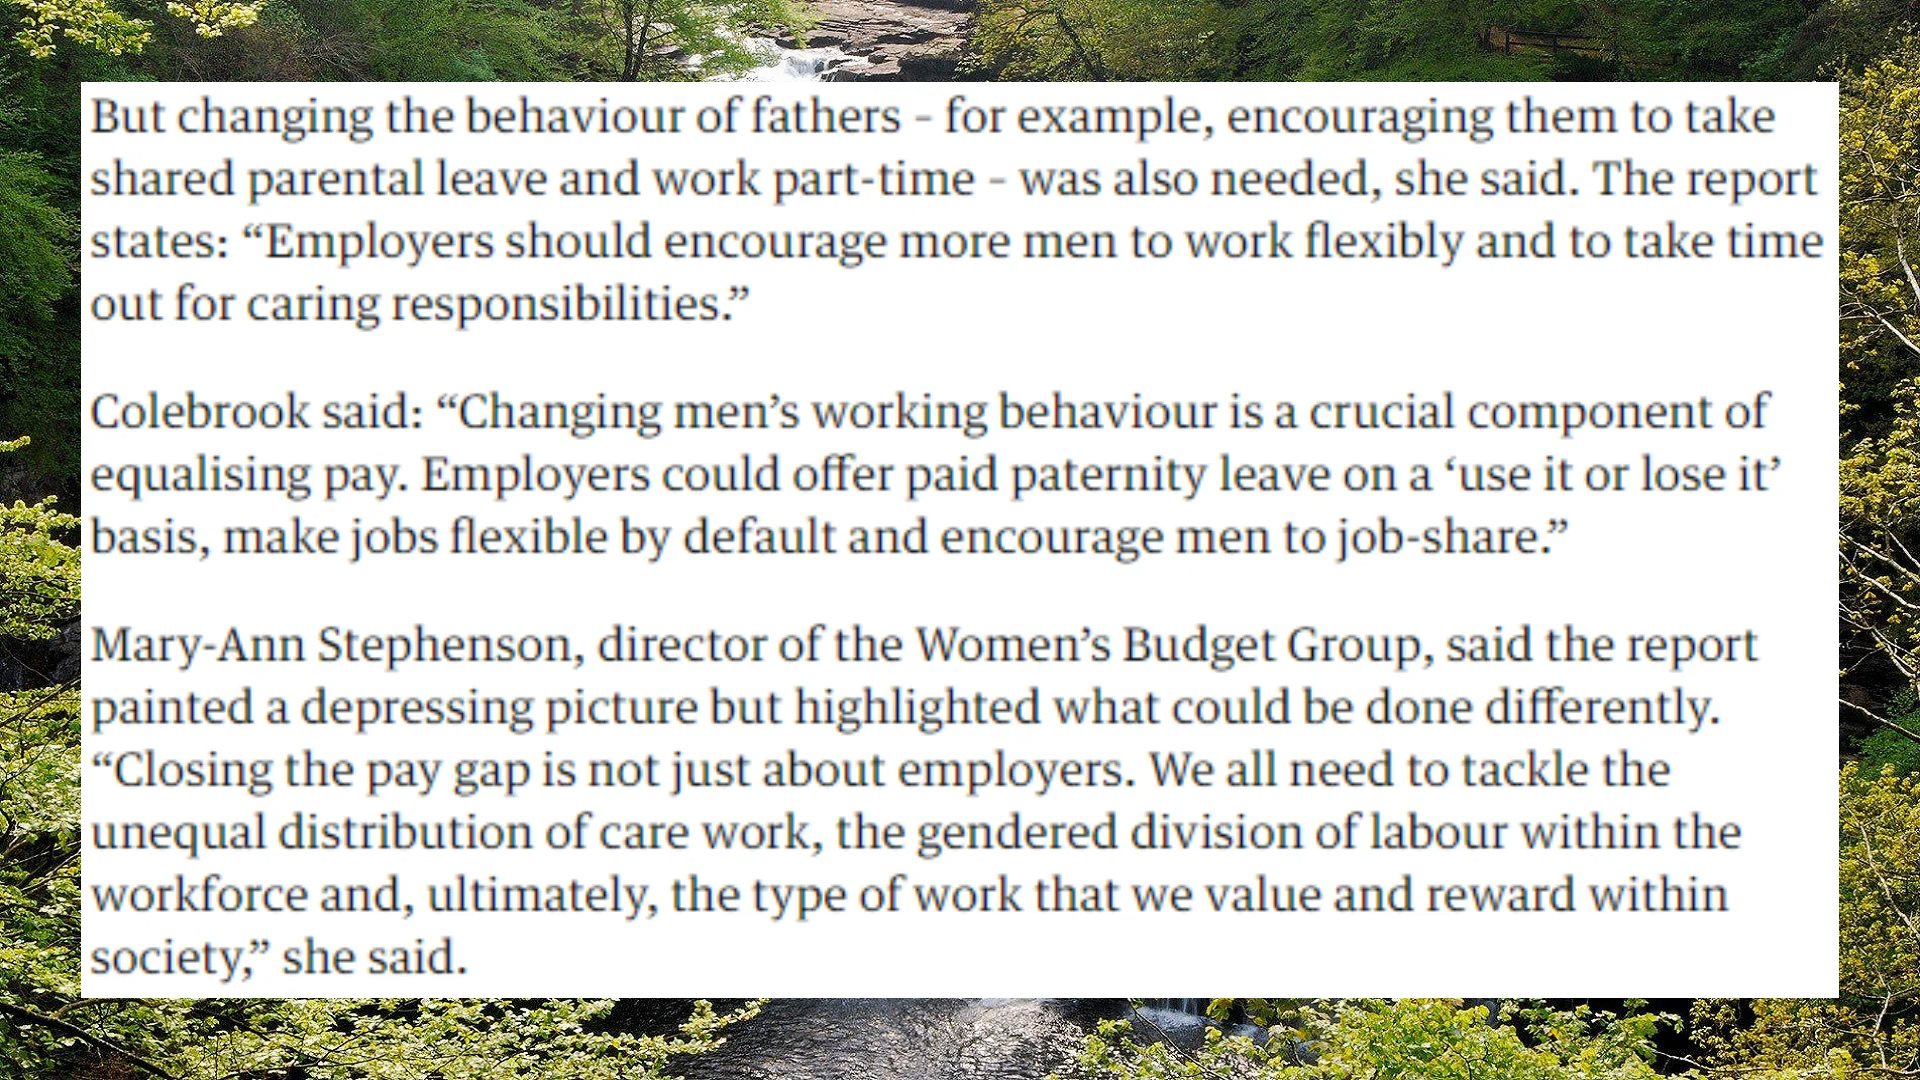 But changing the behaviour of fathers – for example, encouraging them to take
shared parental leave and work part-time – was also needed, she said. The report
states: “Employers should encourage more men to work flexibly and to take time
out for caring responsibilities.”
Colebrook said: “Changing men’s working behaviour is a crucial component of
equalising pay. Employers could offer paid paternity leave on a ‘use it or lose it’
basis, make jobs flexible by default and encourage men to job-share.”
Mary-Ann Stephenson, director of the Women’s Budget Group, said the report
painted a depressing picture but highlighted what could be done differently.
“Closing the pay gap is not just about employers. We all need to tackle the
unequal distribution of care work, the gendered division of labour within the
workforce and, ultimately, the type of work that we value and reward within
society,” she said.